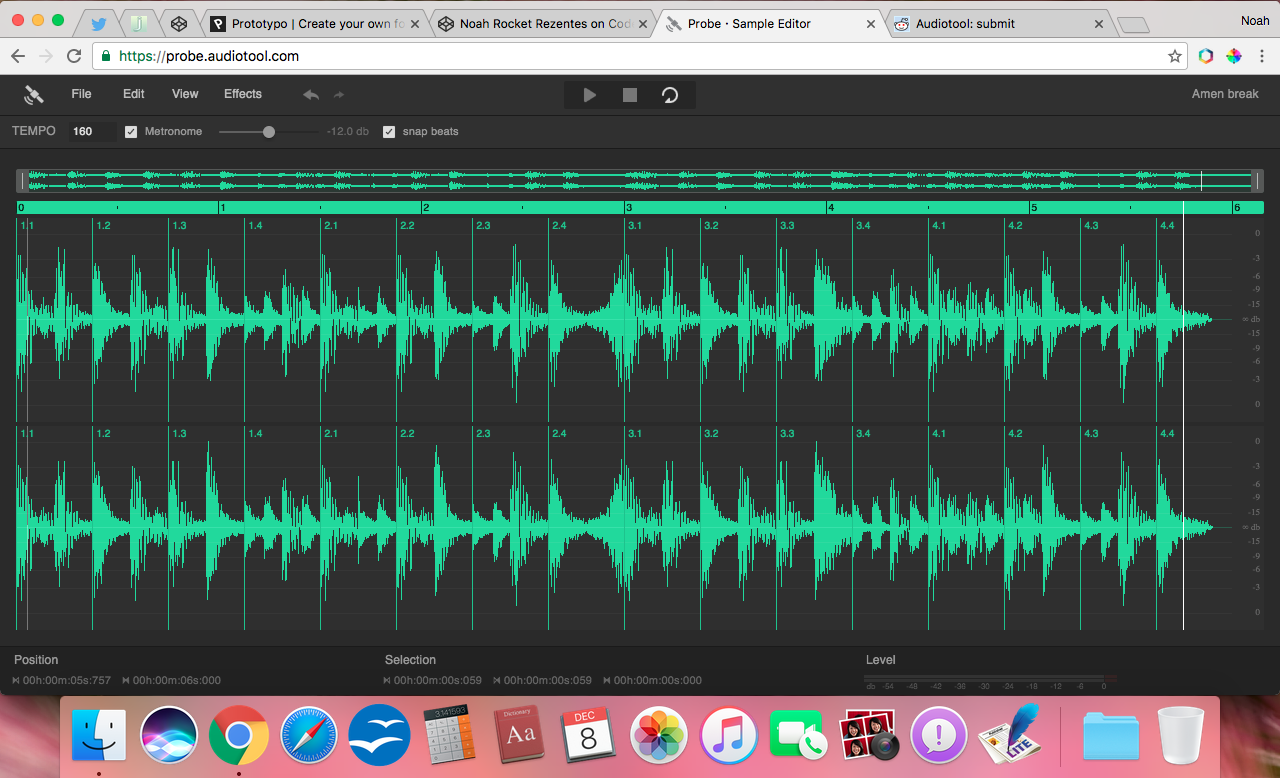 Prototypo | Create your own fo
Noah Rocket Rezentes on Cod
Probe · Sample Editor
Audiotool: submit
Noah
https://probe.audiotool.com
File Edit View Effects
Amen break
TEMPO 160 Metronome -12.0 db snap beats
0 1 2 3 4 5 6
1.1 1.2 1.3 1.4 2.1 2.2 2.3 2.4 3.1 3.2 3.3 3.4 4.1 4.2 4.3 4.4
0
-3
-6
-9
-15
∞ db
-15
-9
-6
-3
0
1.1 1.2 1.3 1.4 2.1 2.2 2.3 2.4 3.1 3.2 3.3 3.4 4.1 4.2 4.3 4.4
0
-3
-6
-9
-15
∞ db
-15
-9
-6
-3
0
Position Selection Level
00h:00m:05s:757 00h:00m:06s:000 00h:00m:00s:059 00h:00m:00s:059 00h:00m:00s:000
db -54 -48 -42 -36 -30 -24 -18 -12 -6 0
3.141593
Dictionary
Aa
DEC
8
LITE